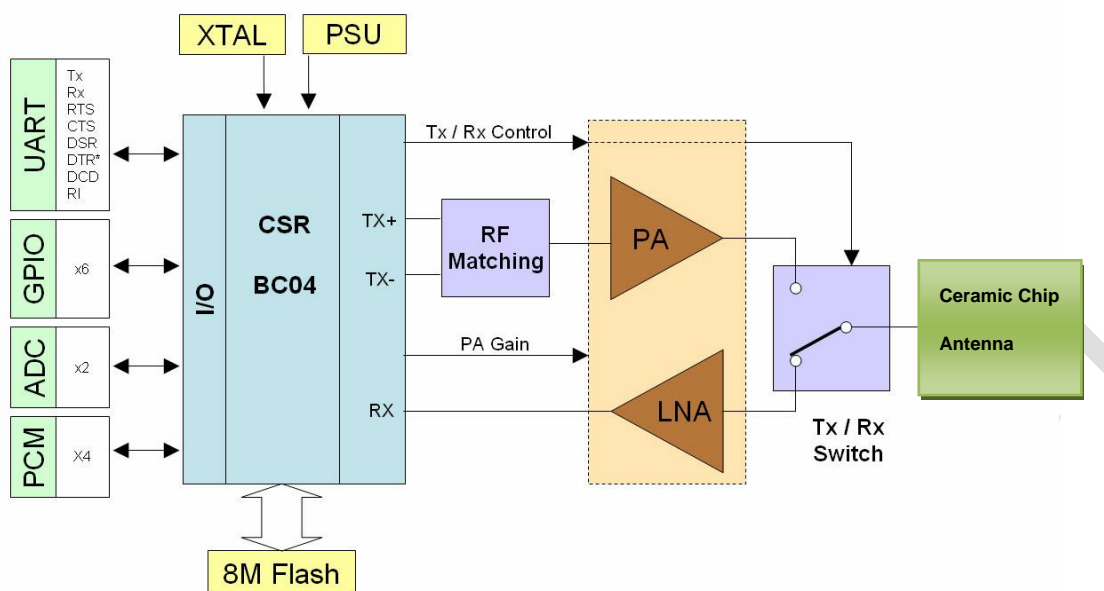 XTAL
PSU
UART
Tx
Rx
RTS
CTS
DSR
DTR*
DCD
RI
GPIO
x6
ADC
x2
PCM
X4
I/O
CSR
BC04
TX+
TX-
RX
Tx / Rx Control
RF
Matching
PA Gain
PA
LNA
Tx / Rx
Switch
Ceramic Chip
Antenna
8M Flash